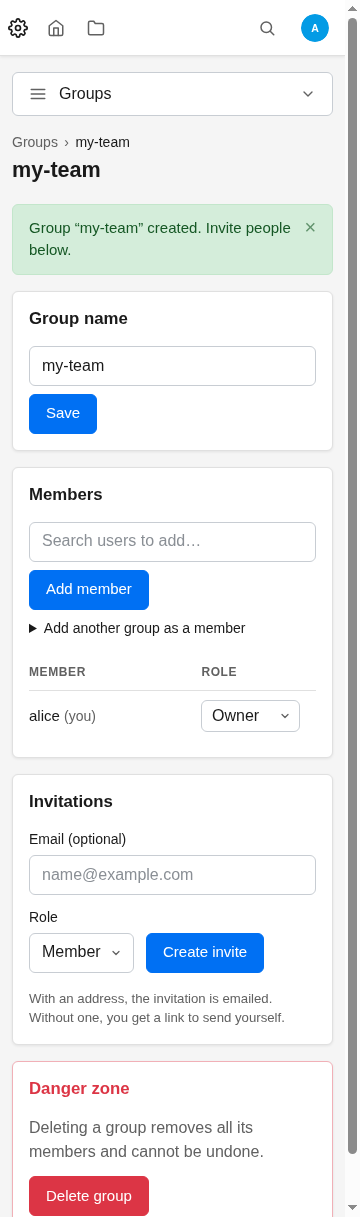 A
Groups
Groups › my-team
my-team
Group “my-team” created. Invite people ×
below.
Group name
my-team
Save
Members
Search users to add…
Add member
Add another group as a member
MEMBER ROLE
alice (you) Owner
Invitations
Email (optional)
name@example.com
Role
Member Create invite
With an address, the invitation is emailed.
Without one, you get a link to send yourself.
Danger zone
Deleting a group removes all its
members and cannot be undone.
Delete group